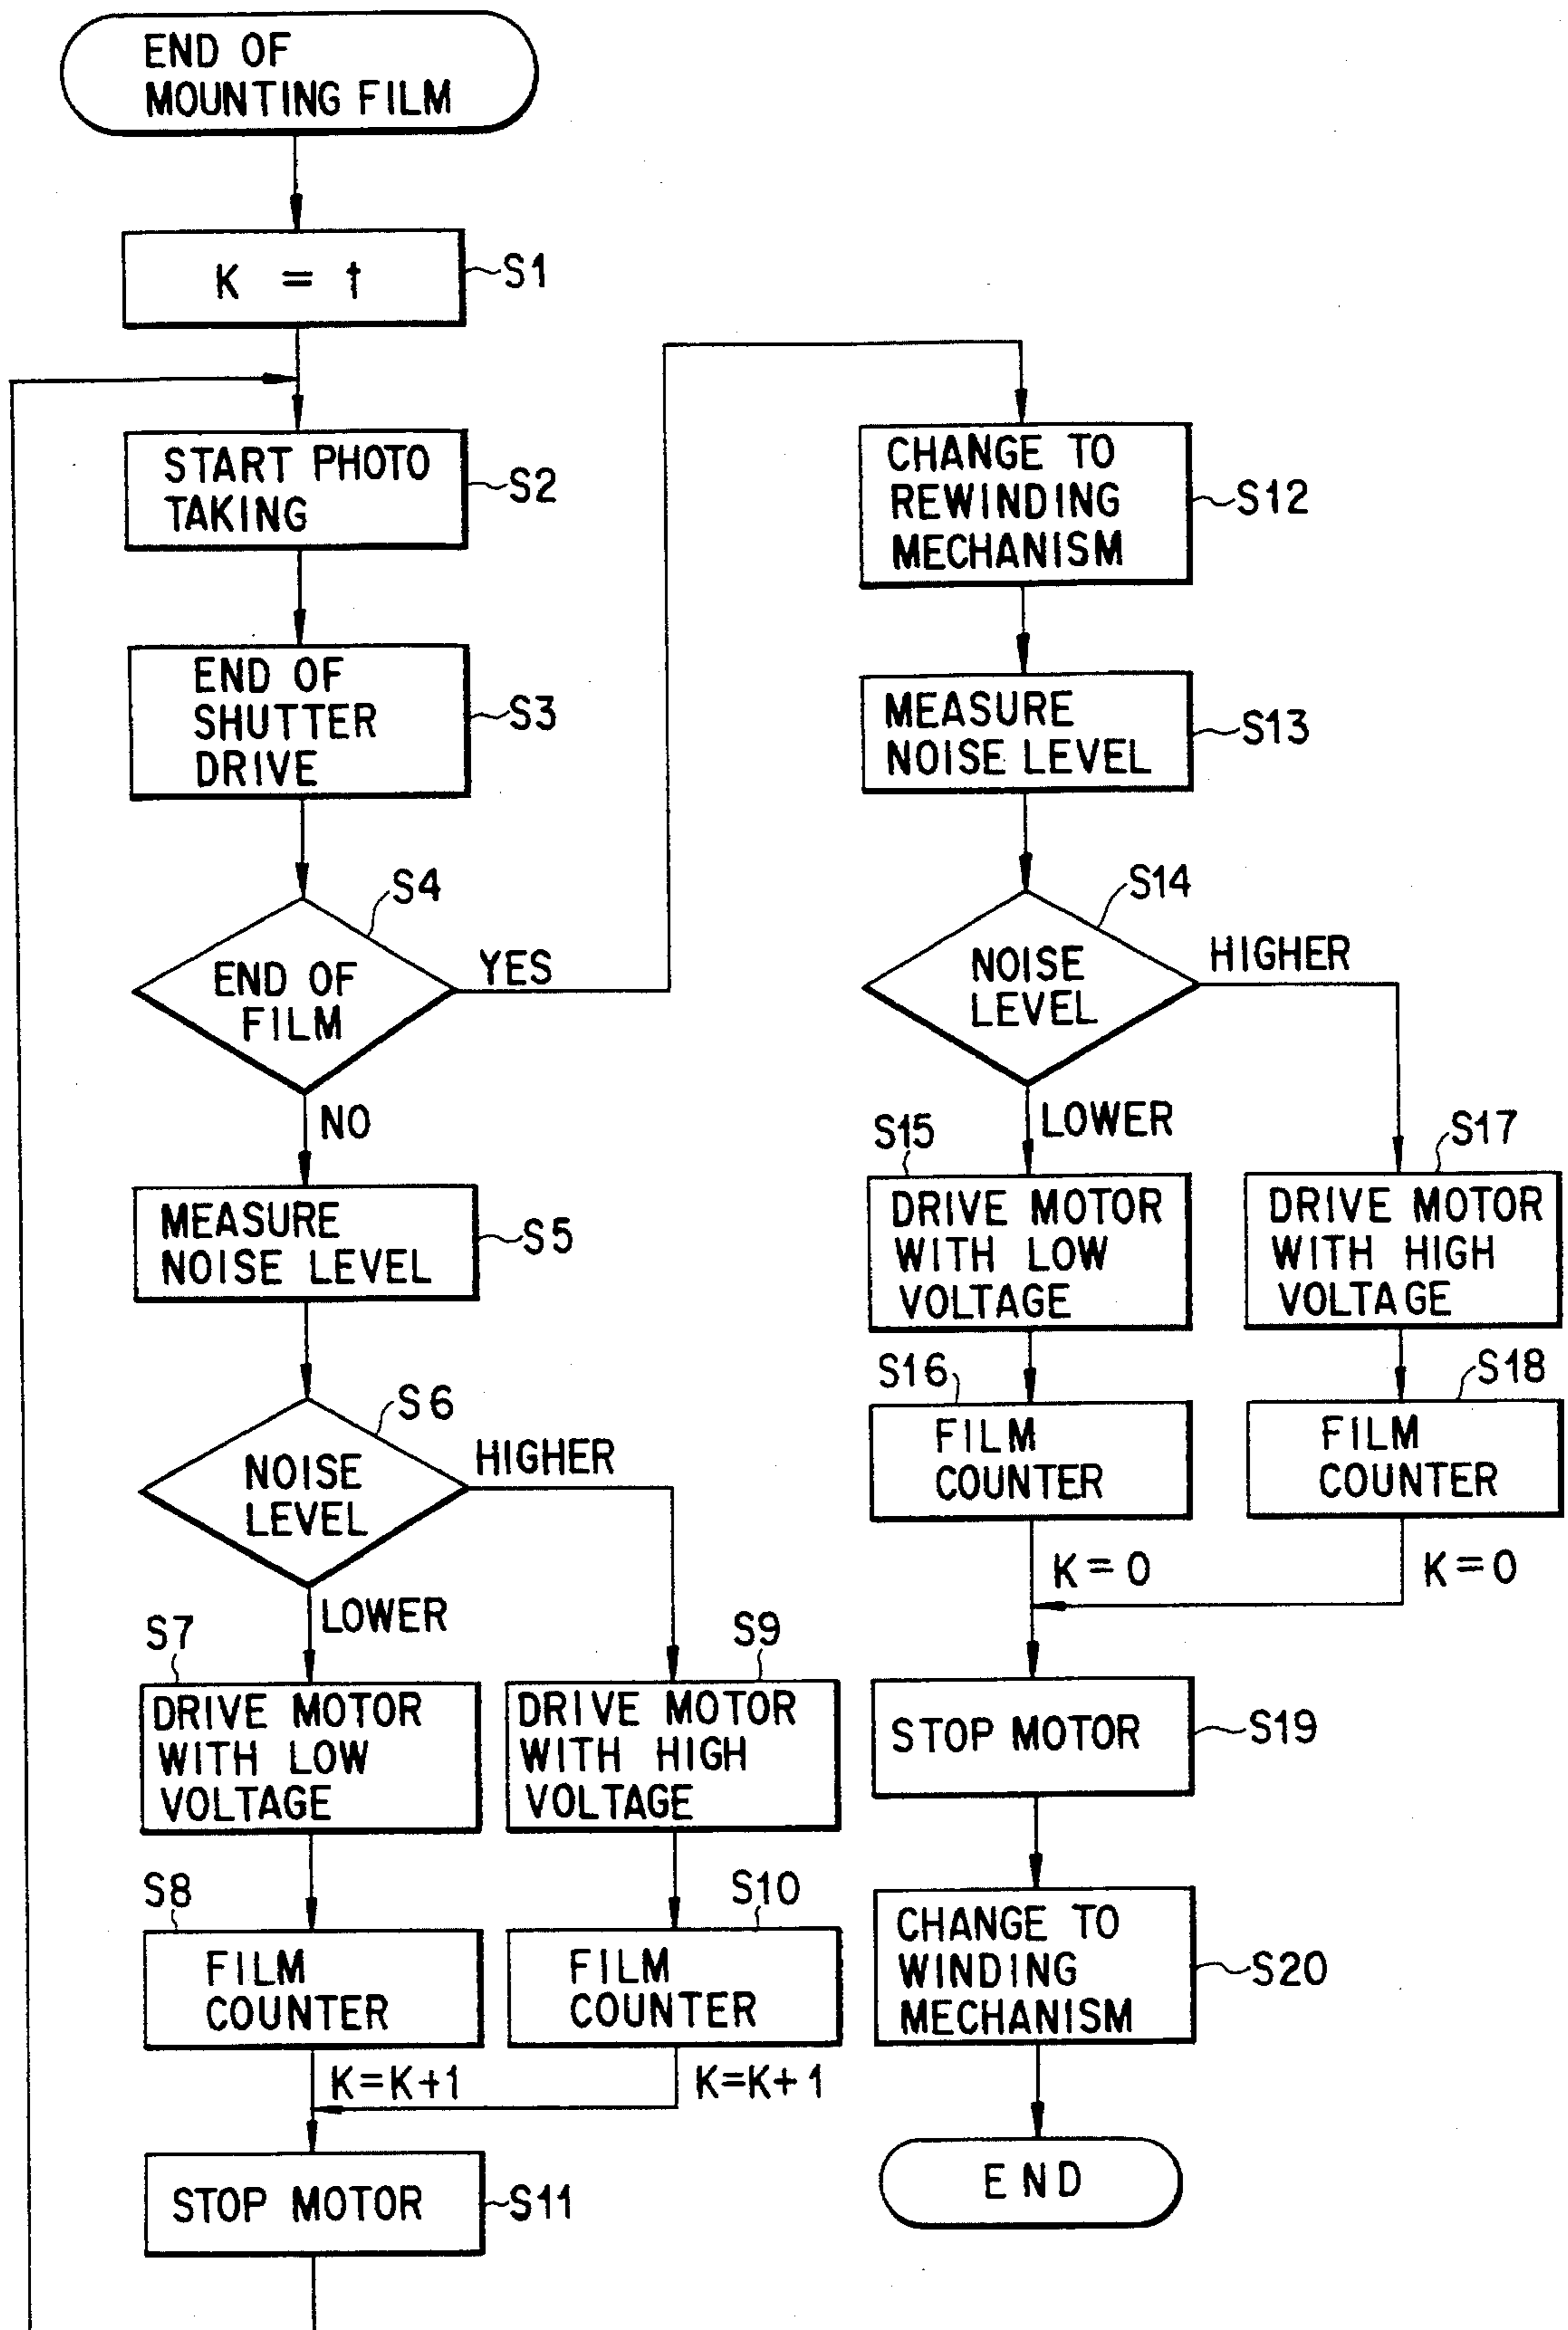 END OF
MOUNTING FILM
K = t
S1
START PHOTO
TAKING
S2
END OF
SHUTTER
DRIVE
S3
S4
END OF
FILM
YES
NO
MEASURE
NOISE LEVEL
S5
S6
NOISE
LEVEL
HIGHER
LOWER
S7
DRIVE MOTOR
WITH LOW
VOLTAGE
S9
DRIVE MOTOR
WITH HIGH
VOLTAGE
S8
FILM
COUNTER
S10
FILM
COUNTER
K=K+1
K=K+1
STOP MOTOR
S11
CHANGE TO
REWINDING
MECHANISM
S12
MEASURE
NOISE LEVEL
S13
S14
NOISE
LEVEL
HIGHER
LOWER
S15
DRIVE MOTOR
WITH LOW
VOLTAGE
S17
DRIVE MOTOR
WITH HIGH
VOLTAGE
S16
FILM
COUNTER
S18
FILM
COUNTER
K=0
K=0
STOP MOTOR
S19
CHANGE TO
WINDING
MECHANISM
S20
END